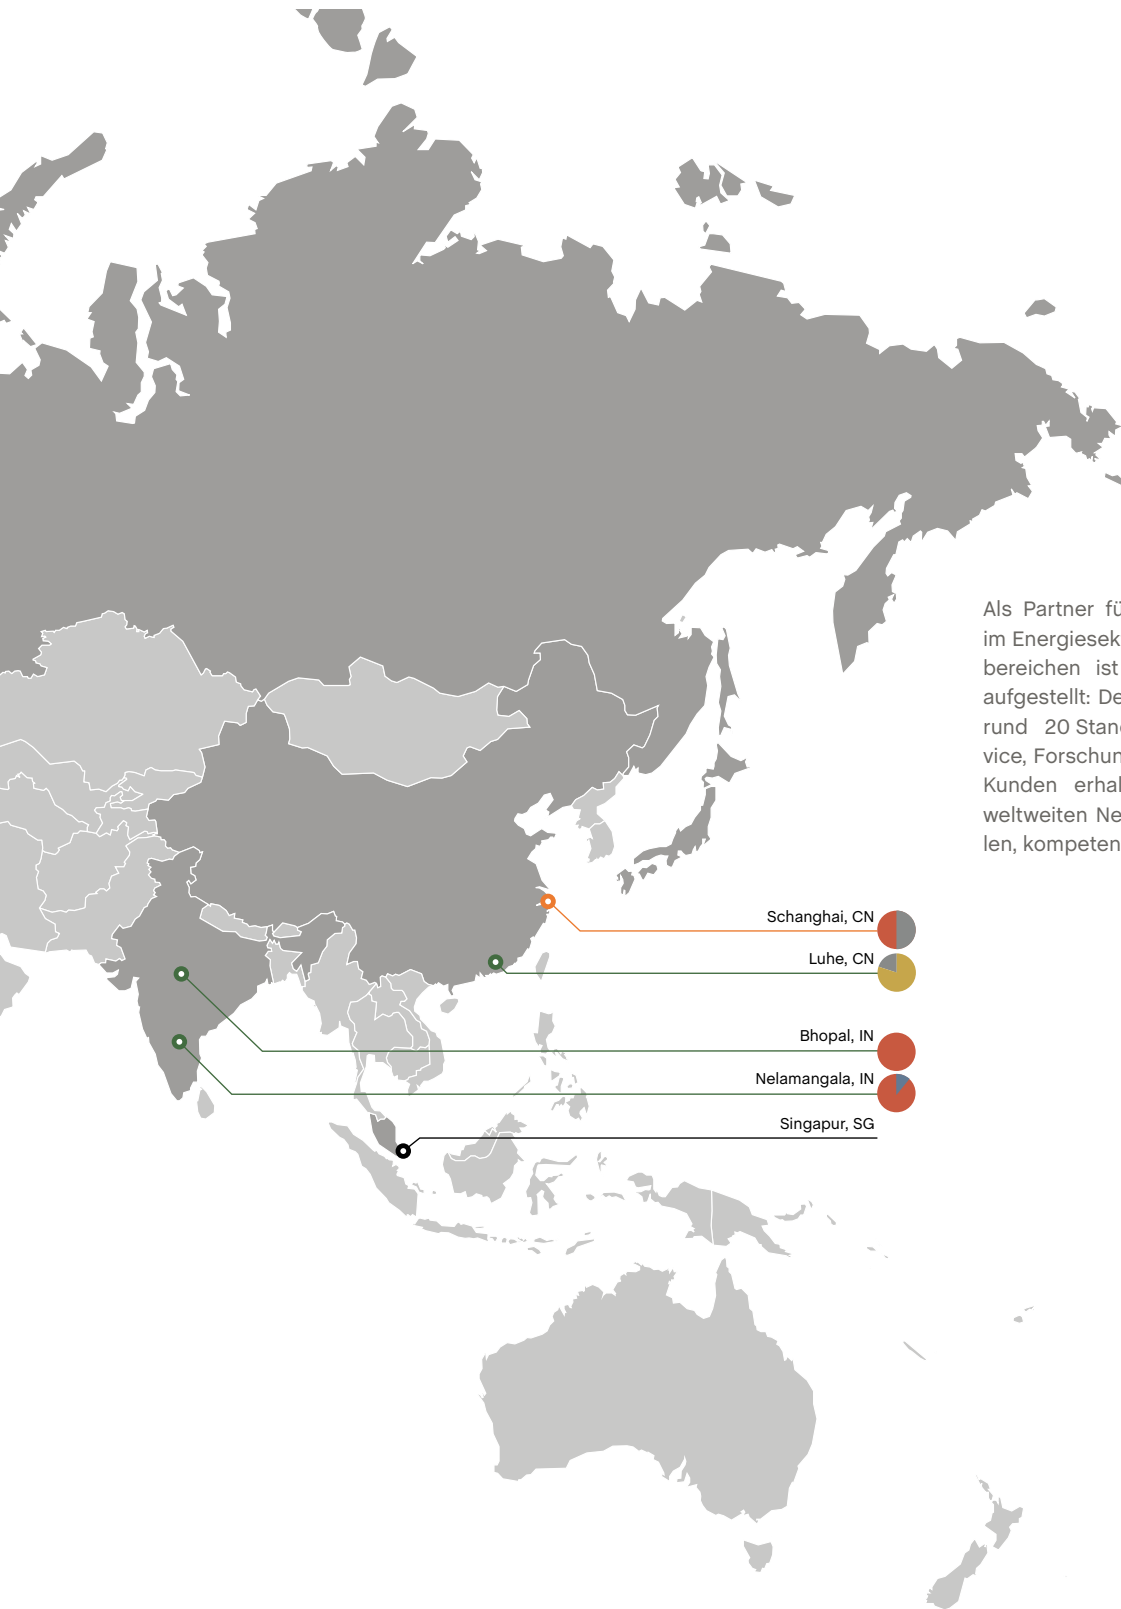 Als Partner fü
im Energiesek
bereichen ist
aufgestellt: De
rund 20 Stand
vice, Forschun
Kunden erhal
weltweiten Ne
len, kompeten
Schanghai, CN
Luhe, CN
Bhopal, IN
Nelamangala, IN
Singapur, SG